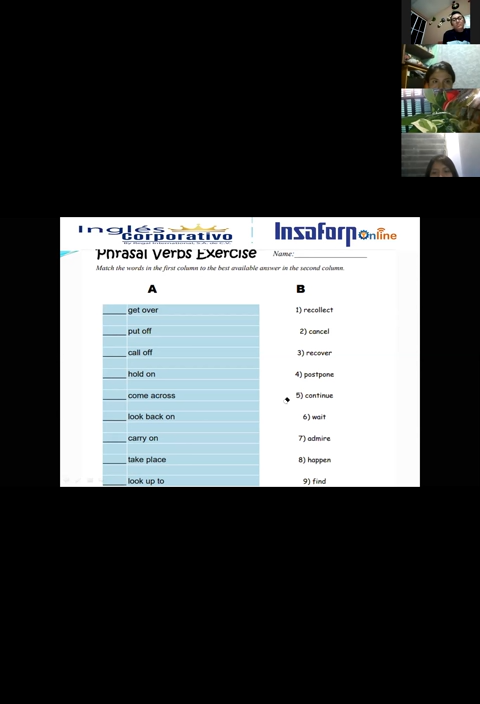 Inglés
Corporativo
InsaforpOnline
Phrasal Verbs Exercise
Name:
Match the words in the first column to the best available answer in the second column.
A B
get over 1) recollect
put off 2) cancel
call off 3) recover
hold on 4) postpone
come across 5) continue
look back on 6) wait
carry on 7) admire
take place 8) happen
look up to 9) find